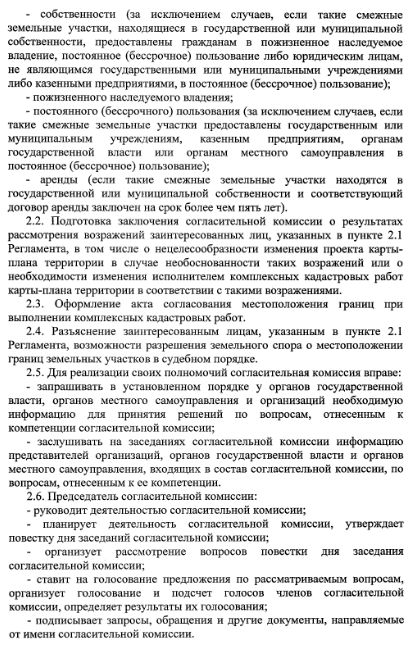 - собственности (за исключением случаев, если такие смежные
земельные участки, находящиеся в государственной или муниципальной
собственности, предоставлены гражданам в пожизненное наследуемое
владение, постоянное (бессрочное) пользование либо юридическим лицам,
не являющимся государственными или муниципальными учреждениями
либо казенными предприятиями, в постоянное (бессрочное) пользование);
- пожизненного наследуемого владения;
- постоянного (бессрочного) пользования (за исключением случаев, если
такие смежные земельные участки предоставлены государственным или
муниципальным учреждениям, казенным предприятиям, органам
государственной власти или органам местного самоуправления в
постоянное (бессрочное) пользование);
- аренды (если такие смежные земельные участки находятся в
государственной или муниципальной собственности и соответствующий
договор аренды заключен на срок более чем пять лет).
2.2. Подготовка заключения согласительной комиссии о результатах
рассмотрения возражений заинтересованных лиц, указанных в пункте 2.1
Регламента, в том числе о нецелесообразности изменения проекта карты-
плана территории в случае необоснованности таких возражений или о
необходимости изменения исполнителем комплексных кадастровых работ
карты-плана территории в соответствии с такими возражениями.
2.3. Оформление акта согласования местоположения границ при
выполнении комплексных кадастровых работ.
2.4. Разъяснение заинтересованным лицам, указанным в пункте 2.1
Регламента, возможности разрешения земельного спора о местоположении
границ земельных участков в судебном порядке.
2.5. Для реализации своих полномочий согласительная комиссия вправе:
- запрашивать в установленном порядке у органов государственной
власти, органов местного самоуправления и организаций необходимую
информацию для принятия решений по вопросам, отнесенным к
компетенции согласительной комиссии;
- заслушивать на заседаниях согласительной комиссии информацию
представителей организаций, органов государственной власти и органов
местного самоуправления, входящих в состав согласительной комиссии, по
вопросам, отнесенным к ее компетенции.
2.6. Председатель согласительной комиссии:
- руководит деятельностью согласительной комиссии;
- планирует деятельность согласительной комиссии, утверждает
повестку дня заседаний согласительной комиссии;
- организует рассмотрение вопросов повестки дня заседания
согласительной комиссии;
- ставит на голосование предложения по рассматриваемым вопросам,
организует голосование и подсчет голосов членов согласительной
комиссии, определяет результаты их голосования;
- подписывает запросы, обращения и другие документы, направляемые
от имени согласительной комиссии.